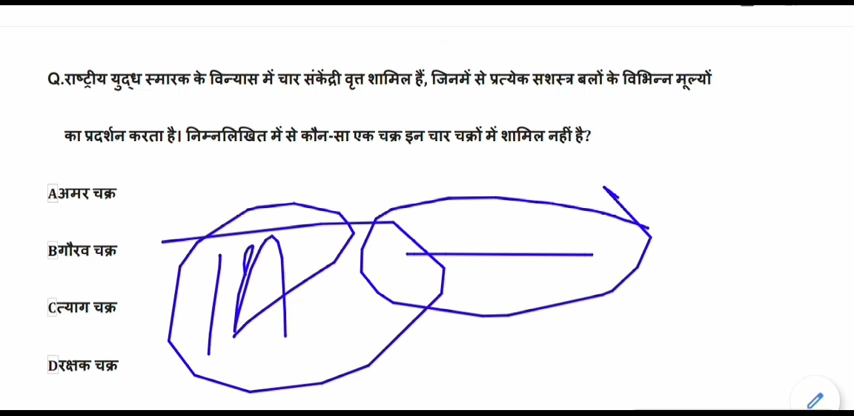 Q.राष्ट्रीय युद्ध स्मारक के विन्यास में चार संकेंद्री वृत्त शामिल हैं, जिनमें से प्रत्येक सशस्त्र बलों के विभिन्न मूल्यों
का प्रदर्शन करता है। निम्नलिखित में से कौन-सा एक चक्र इन चार चक्रों में शामिल नहीं है?
Aअमर चक्र
Bगौरव चक्र
Cत्याग चक्र
Dरक्षक चक्र